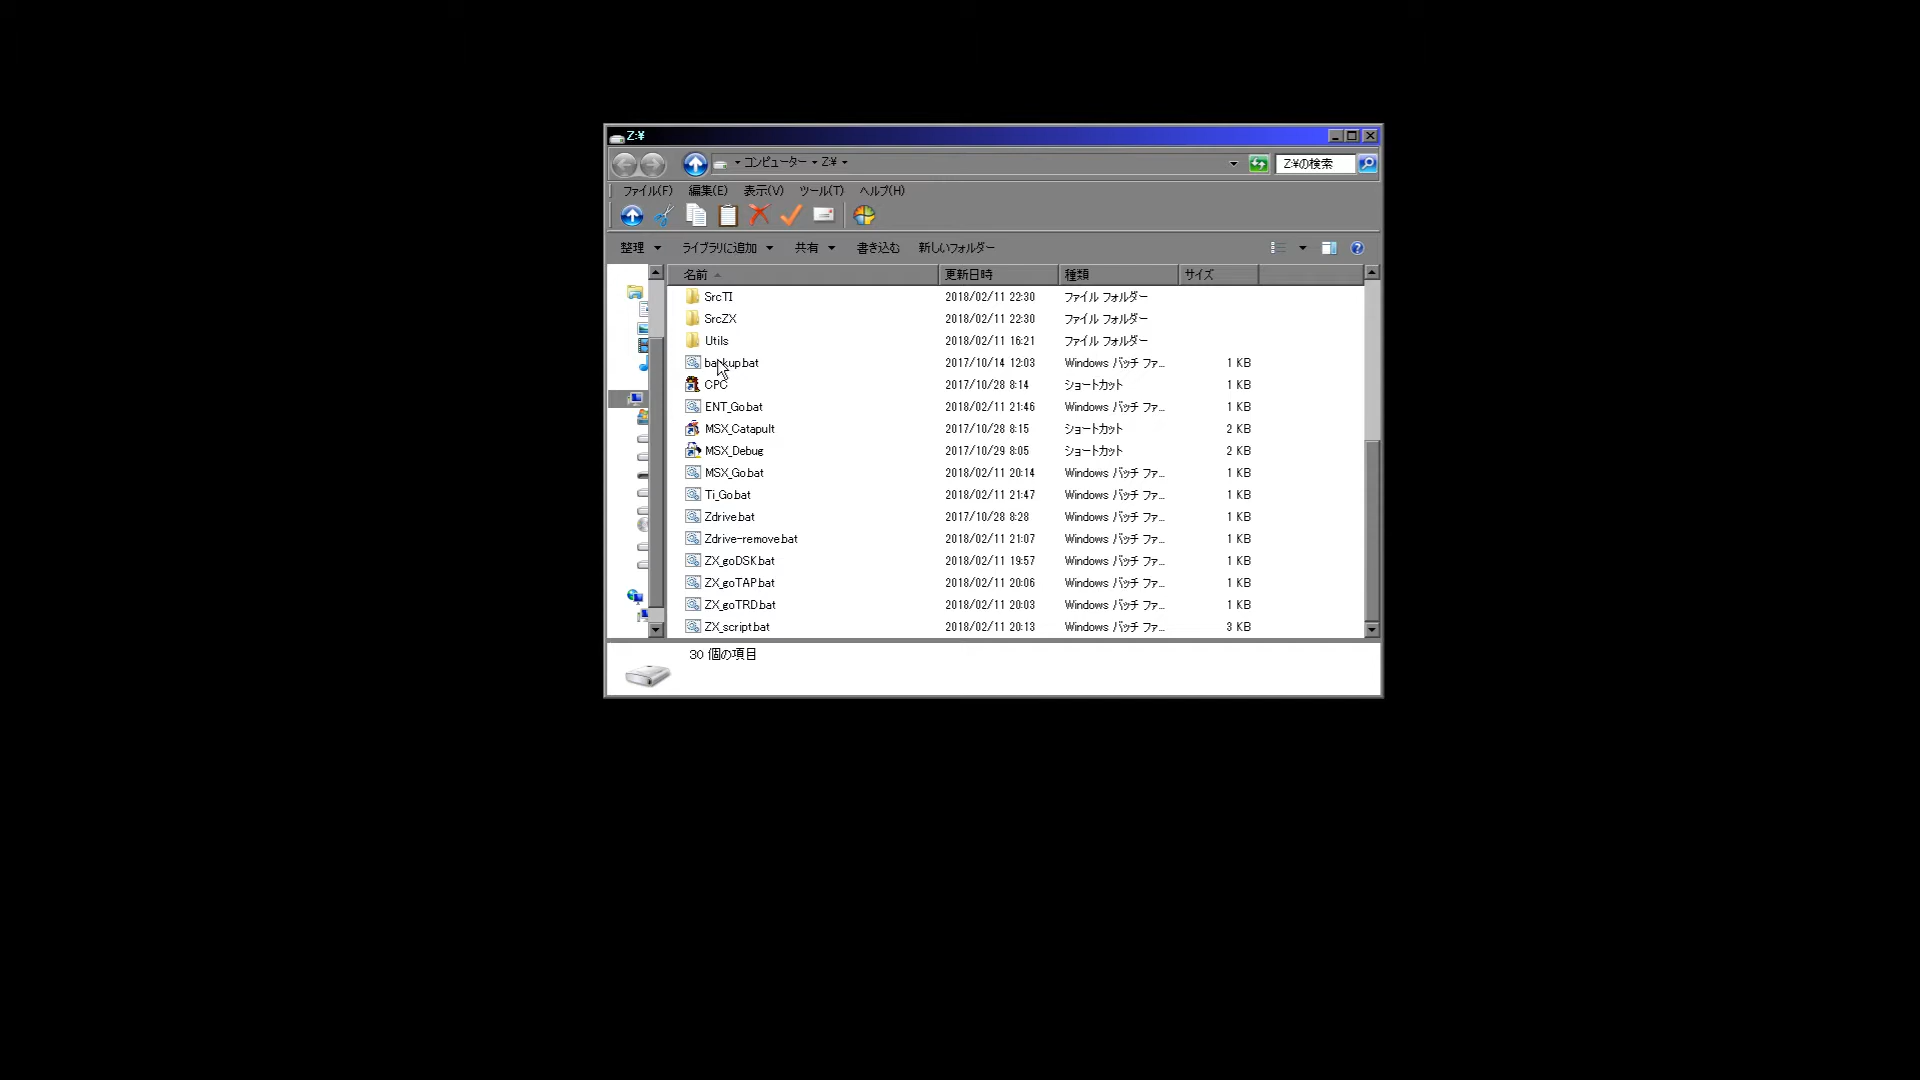 Z:¥
コンピューター Z:¥
Z:¥の検索
ファイル(F) 編集(E) 表示(V) ツール(T) ヘルプ(H)
整理 ライブラリに追加 共有 書き込む 新しいフォルダー
名前 更新日時 種類 サイズ
SrcTI 2018/02/11 22:30 ファイル フォルダー
SrcZX 2018/02/11 22:30 ファイル フォルダー
Utils 2018/02/11 16:21 ファイル フォルダー
backup.bat 2017/10/14 12:03 Windows バッチ ファ... 1 KB
CPC 2017/10/28 8:14 ショートカット 
ENT_Go.bat 2018/02/11 21:46 Windows バッチ ファ... 1 KB
MSX_Catapult 2017/10/28 8:15 ショートカット 2 KB
MSX_Debug 2017/10/29 8:05 ショートカット 2 KB
MSX_Go.bat 2018/02/11 20:14 Windows バッチ ファ... 1 KB
Ti_Go.bat 2018/02/11 21:47 Windows バッチ ファ... 1 KB
Zdrive.bat 2017/10/28 8:28 Windows バッチ ファ... 1 KB
Zdrive-remove.bat 2018/02/11 21:07 Windows バッチ ファ... 1 KB
ZX_goDSK.bat 2018/02/11 19:57 Windows バッチ ファ... 1 KB
ZX_goTAP.bat 2018/02/11 20:06 Windows バッチ ファ... 1 KB
ZX_goTRD.bat 2018/02/11 20:03 Windows バッチ ファ... 1 KB
ZX_script.bat 2018/02/11 20:13 Windows バッチ ファ... 3 KB
30 個の項目